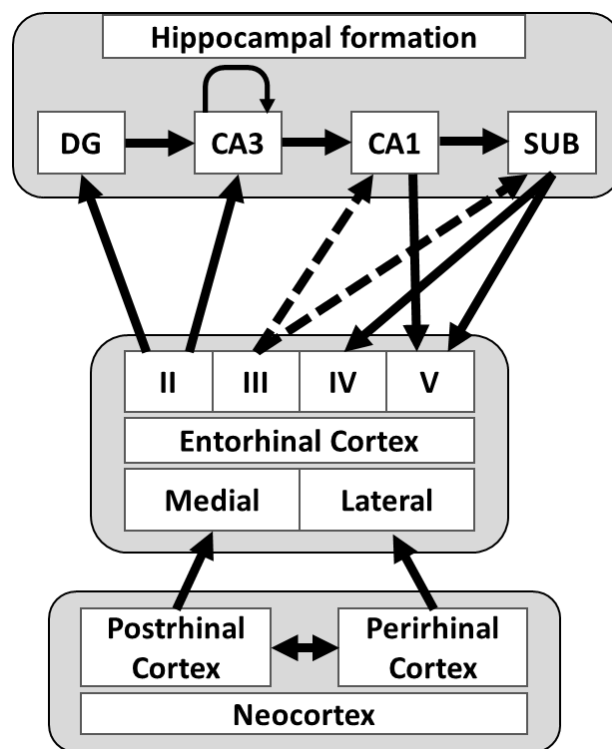 Hippocampal formation
DG
CA3
CA1
SUB
II
III
IV
V
Entorhinal Cortex
Medial
Lateral
Postrhinal
Cortex
Perirhinal
Cortex
Neocortex